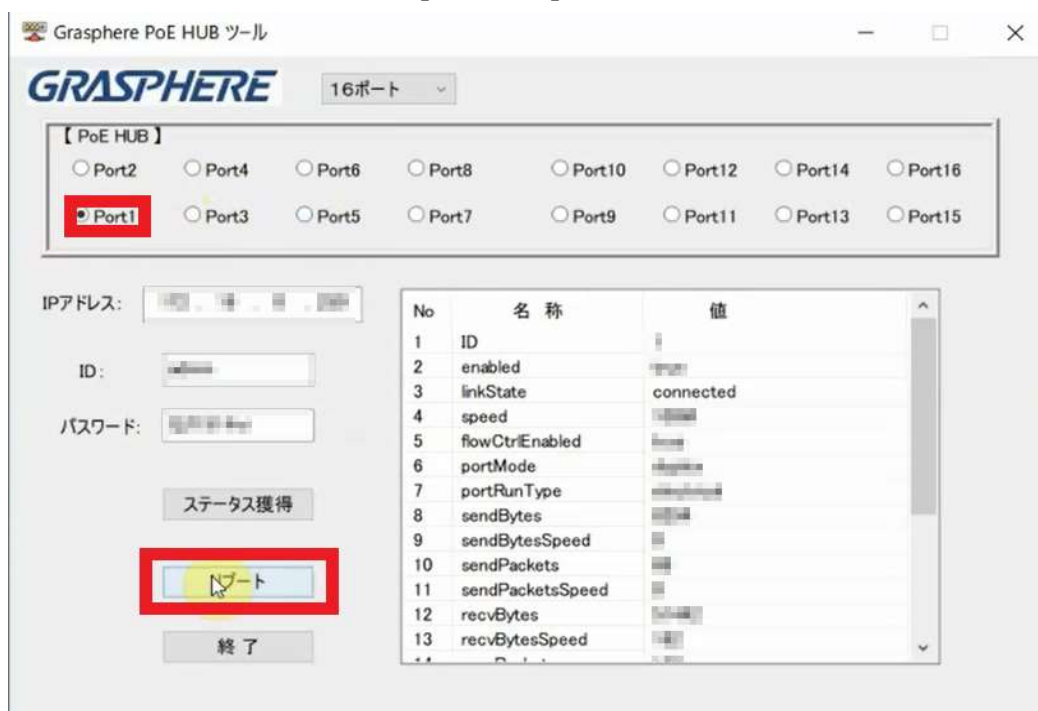 Grasphere PoE HUB ツール
GRASPHERE 16ポート
【 PoE HUB 】
Port2 Port4 Port6 Port8 Port10 Port12 Port14 Port16
Port1 Port3 Port5 Port7 Port9 Port11 Port13 Port15
IPアドレス:
ID:
パスワード:
ステータス獲得
リブート
終了
No 名 称 値
1 ID
2 enabled
3 linkState connected
4 speed
5 flowCtrlEnabled
6 portMode
7 portRunType
8 sendBytes
9 sendBytesSpeed
10 sendPackets
11 sendPacketsSpeed
12 recvBytes
13 recvBytesSpeed